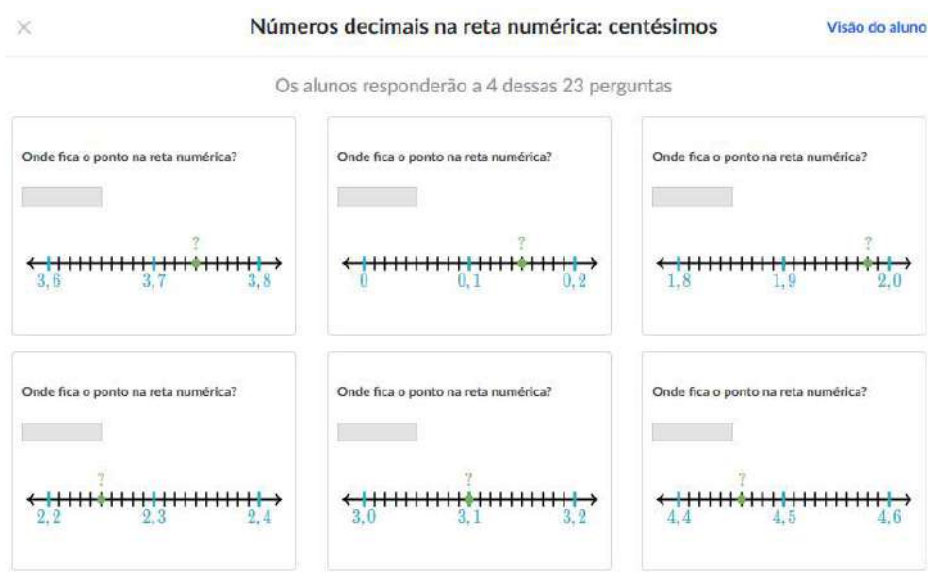 Números decimais na reta numérica: centésimos
Visão do aluno
Os alunos responderão a 4 dessas 23 perguntas
Onde fica o ponto na reta numérica?
?
3,6 3,7 3,8
Onde fica o ponto na reta numérica?
?
0 0,1 0,2
Onde fica o ponto na reta numérica?
?
1,8 1,9 2,0
Onde fica o ponto na reta numérica?
?
2,2 2,3 2,4
Onde fica o ponto na reta numérica?
?
3,0 3,1 3,2
Onde fica o ponto na reta numérica?
?
4,4 4,5 4,6